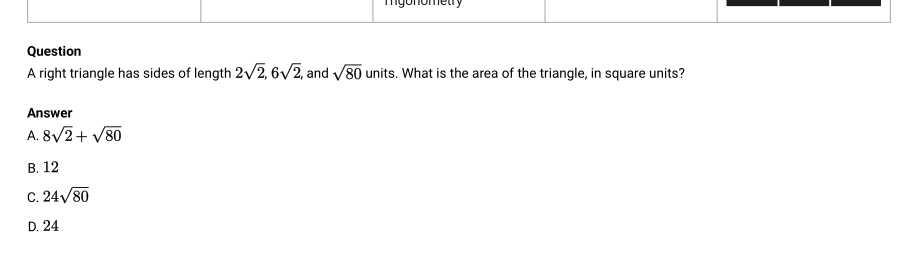 Trigonometry
Question
A right triangle has sides of length 2√2, 6√2, and √80 units. What is the area of the triangle, in square units?
Answer
A. 8√2 + √80
B. 12
C. 24√80
D. 24